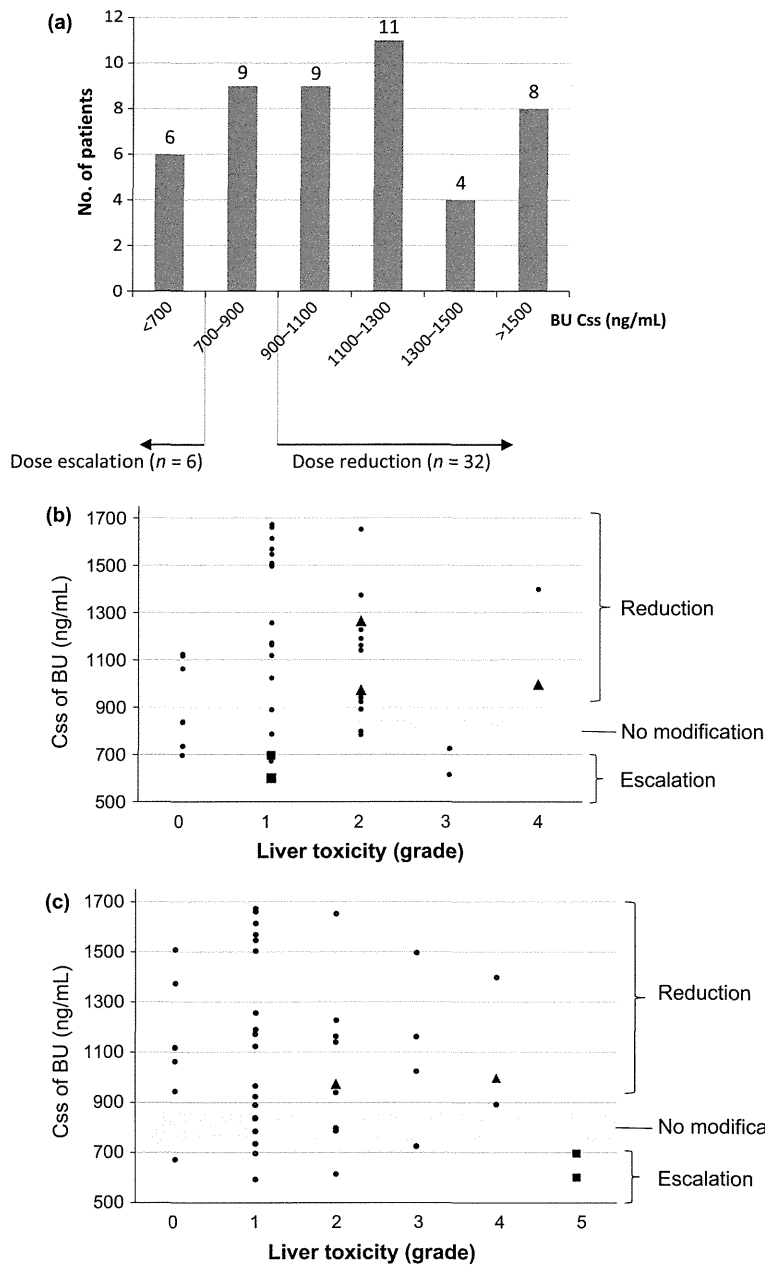 (a)
No. of patients
12
10
8
6
4
2
0
6
9
9
11
4
8
<700
700–900
900–1100
1100–1300
1300–1500
>1500
BU Css (ng/mL)
Dose escalation (n = 6)
Dose reduction (n = 32)
(b)
Css of BU (ng/mL)
1700
1500
1300
1100
900
700
500
Reduction
No modification
Escalation
0 1 2 3 4
Liver toxicity (grade)
(c)
Css of BU (ng/mL)
1700
1500
1300
1100
900
700
500
Reduction
No modifica
Escalation
0 1 2 3 4 5
Liver toxicity (grade)